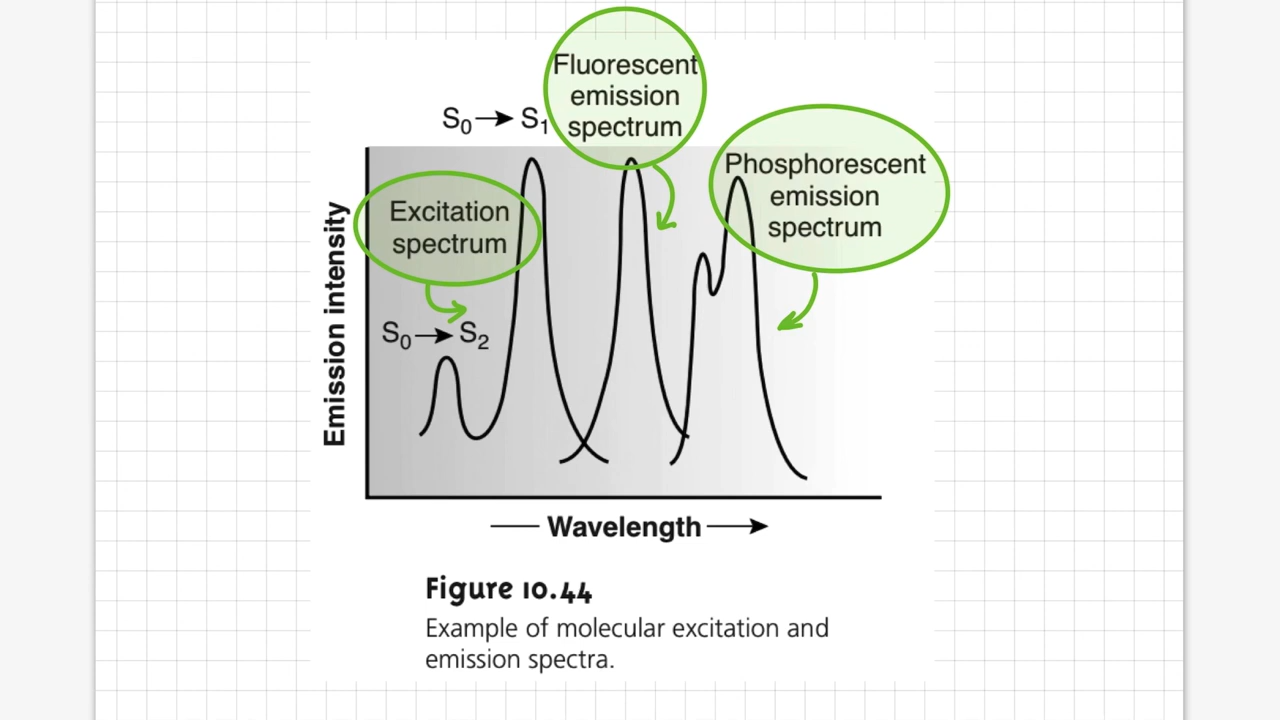 Fluorescent
emission
spectrum
S₀ → S₁
Phosphorescent
emission
spectrum
Excitation
spectrum
S₀ → S₂
Emission intensity
Wavelength
Figure 10.44
Example of molecular excitation and
emission spectra.